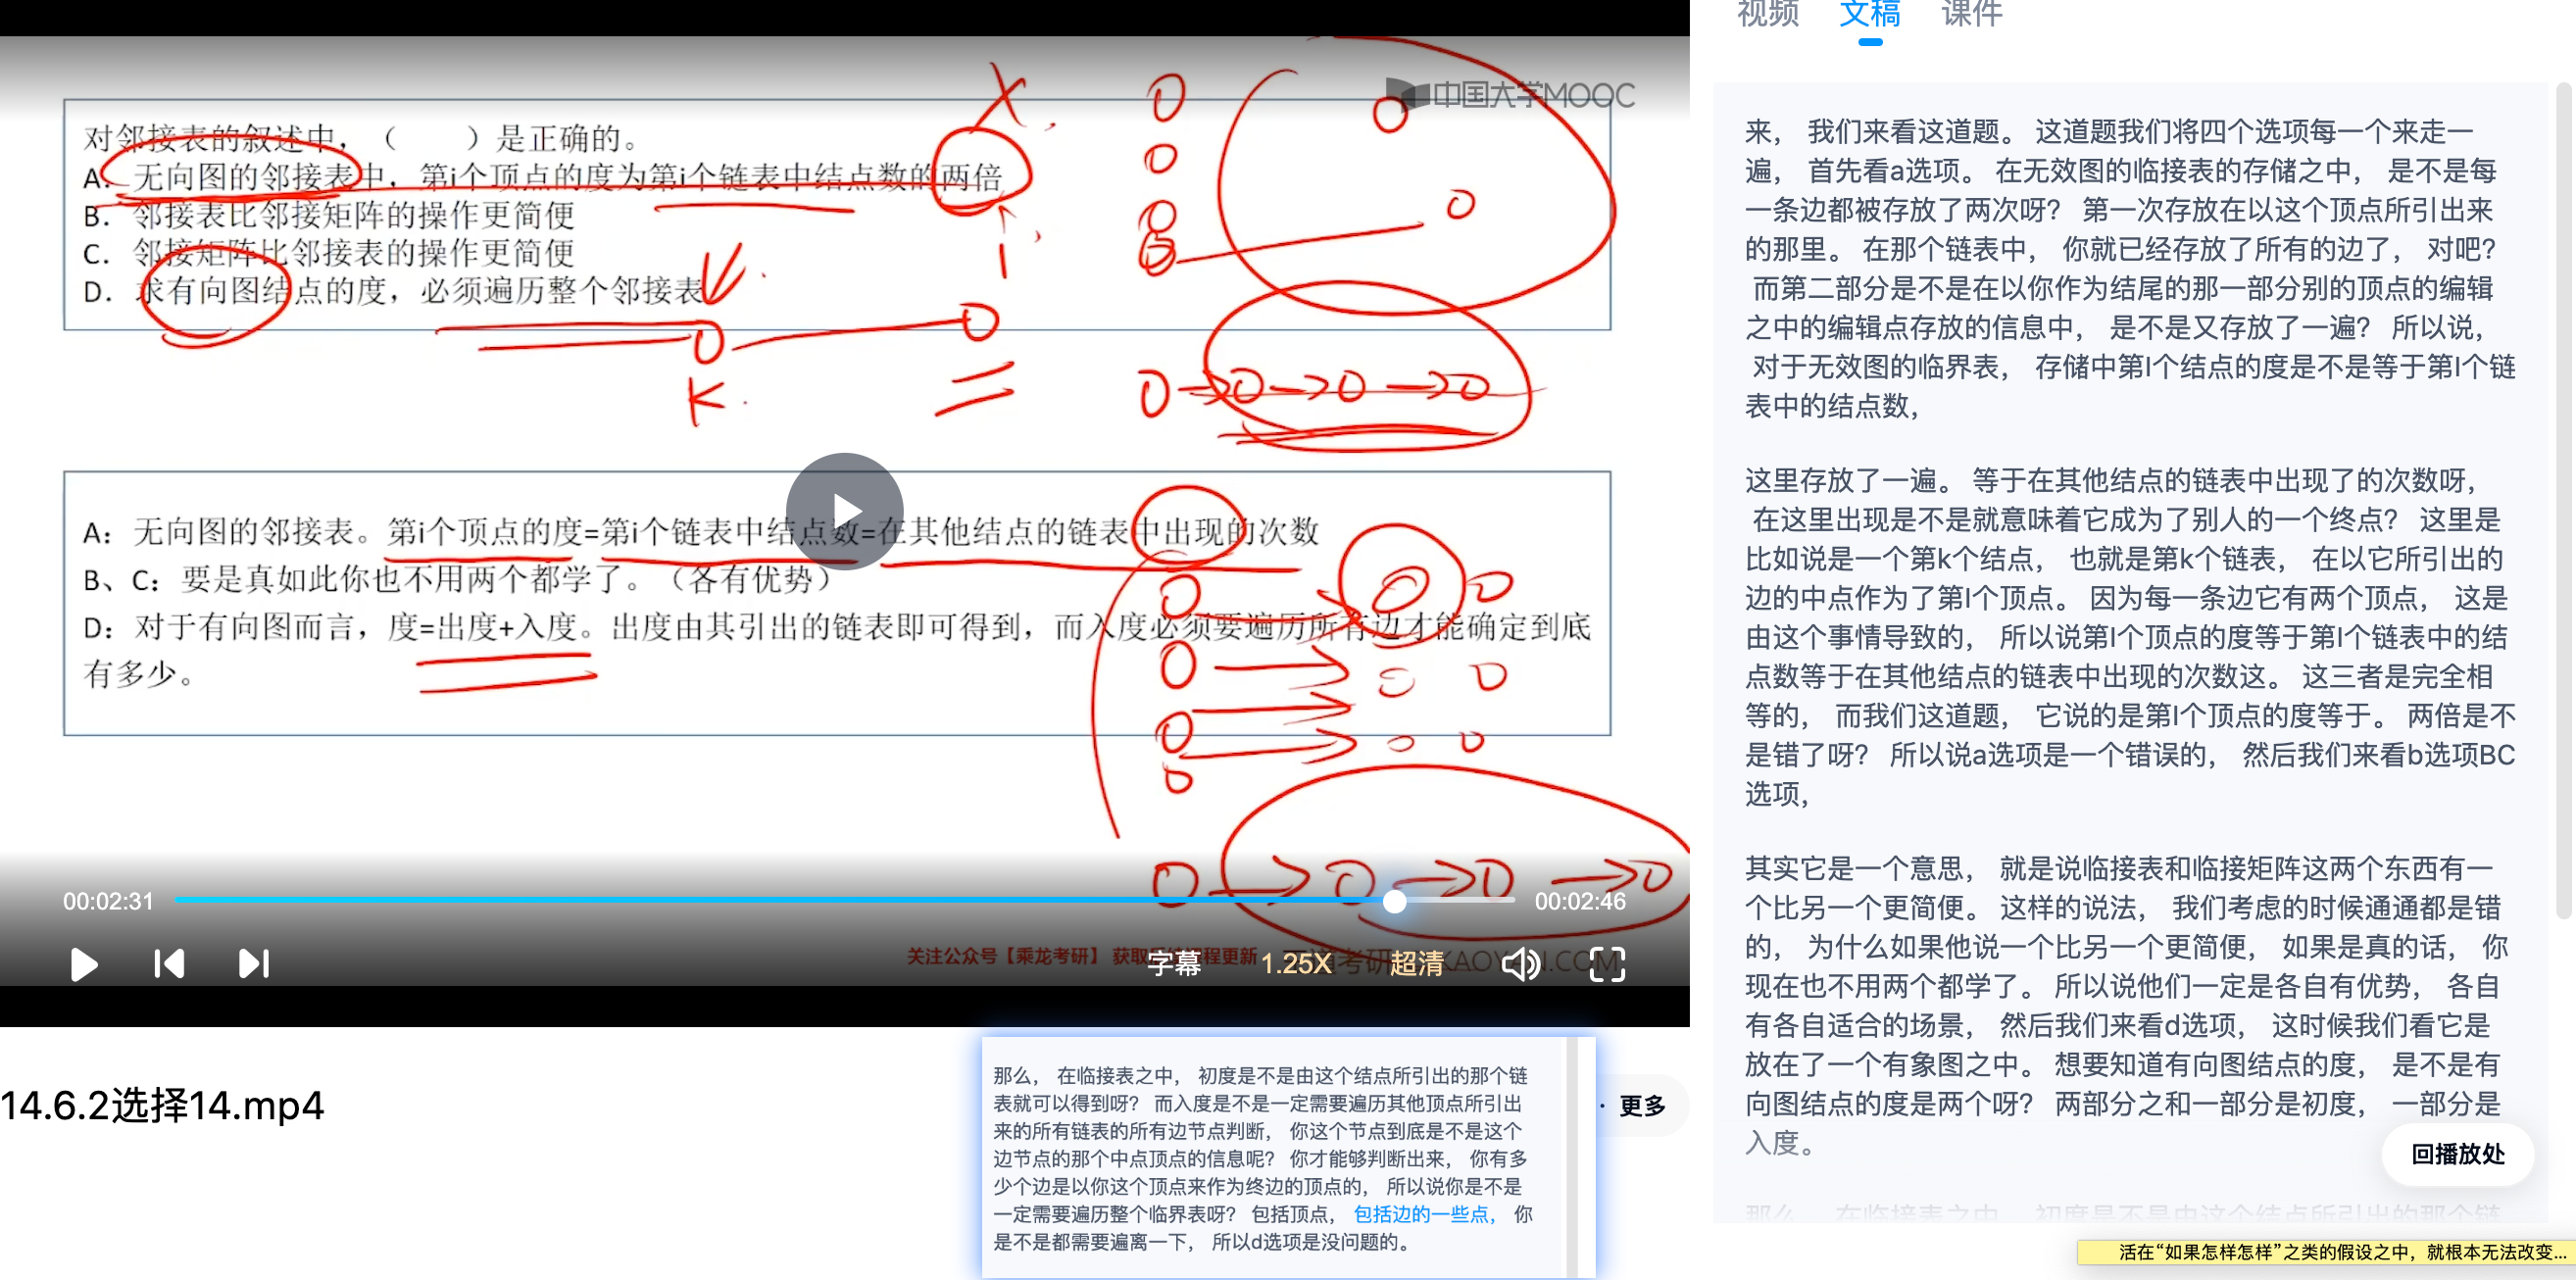 视频 文稿 课件
中国大学MOOC
对邻接表的叙述中，（ ）是正确的。
A. 无向图的邻接表中，第i个顶点的度为第i个链表中结点数的两倍
B. 邻接表比邻接矩阵的操作更简便
C. 邻接矩阵比邻接表的操作更简便
D. 求有向图结点的度，必须遍历整个邻接表
K
A：无向图的邻接表。第i个顶点的度=第i个链表中结点数=在其他结点的链表中出现的次数
B、C：要是真如此你也不用两个都学了。（各有优势）
D：对于有向图而言，度=出度+入度。出度由其引出的链表即可得到，而入度必须要遍历所有边才能确定到底
有多少。
00:02:31
00:02:46
关注公众号【乘龙考研】 获取
程更新
字幕 1.25X 超清
14.6.2选择14.mp4
· 更多
那么， 在临接表之中， 初度是不是由这个结点所引出的那个链
表就可以得到呀？ 而入度是不是一定需要遍历其他顶点所引出
来的所有链表的所有边节点判断， 你这个节点到底是不是这个
边节点的那个中点顶点的信息呢？ 你才能够判断出来， 你有多
少个边是以你这个顶点来作为终边的顶点的， 所以说你是不是
一定需要遍历整个临界表呀？ 包括顶点， 包括边的一些点， 你
是不是都需要遍离一下， 所以d选项是没问题的。
来， 我们来看这道题。 这道题我们将四个选项每一个来走一
遍， 首先看a选项。 在无效图的临接表的存储之中， 是不是每
一条边都被存放了两次呀？ 第一次存放在以这个顶点所引出来
的那里。 在那个链表中， 你就已经存放了所有的边了， 对吧？
而第二部分是不是在以你作为结尾的那一部分别的顶点的编辑
之中的编辑点存放的信息中， 是不是又存放了一遍？ 所以说，
对于无效图的临界表， 存储中第I个结点的度是不是等于第I个链
表中的结点数，
这里存放了一遍。 等于在其他结点的链表中出现了的次数呀，
在这里出现是不是就意味着它成为了别人的一个终点？ 这里是
比如说是一个第k个结点， 也就是第k个链表， 在以它所引出的
边的中点作为了第I个顶点。 因为每一条边它有两个顶点， 这是
由这个事情导致的， 所以说第I个顶点的度等于第I个链表中的结
点数等于在其他结点的链表中出现的次数这。 这三者是完全相
等的， 而我们这道题， 它说的是第I个顶点的度等于。 两倍是不
是错了呀？ 所以说a选项是一个错误的， 然后我们来看b选项BC
选项，
其实它是一个意思， 就是说临接表和临接矩阵这两个东西有一
个比另一个更简便。 这样的说法， 我们考虑的时候通通都是错
的， 为什么如果他说一个比另一个更简便， 如果是真的话， 你
现在也不用两个都学了。 所以说他们一定是各自有优势， 各自
有各自适合的场景， 然后我们来看d选项， 这时候我们看它是
放在了一个有象图之中。 想要知道有向图结点的度， 是不是有
向图结点的度是两个呀？ 两部分之和一部分是初度， 一部分是
入度。
回播放处
那么， 在临接表之中， 初度是不是由这个结点所引出的那个链
活在“如果怎样怎样”之类的假设之中，就根本无法改变...